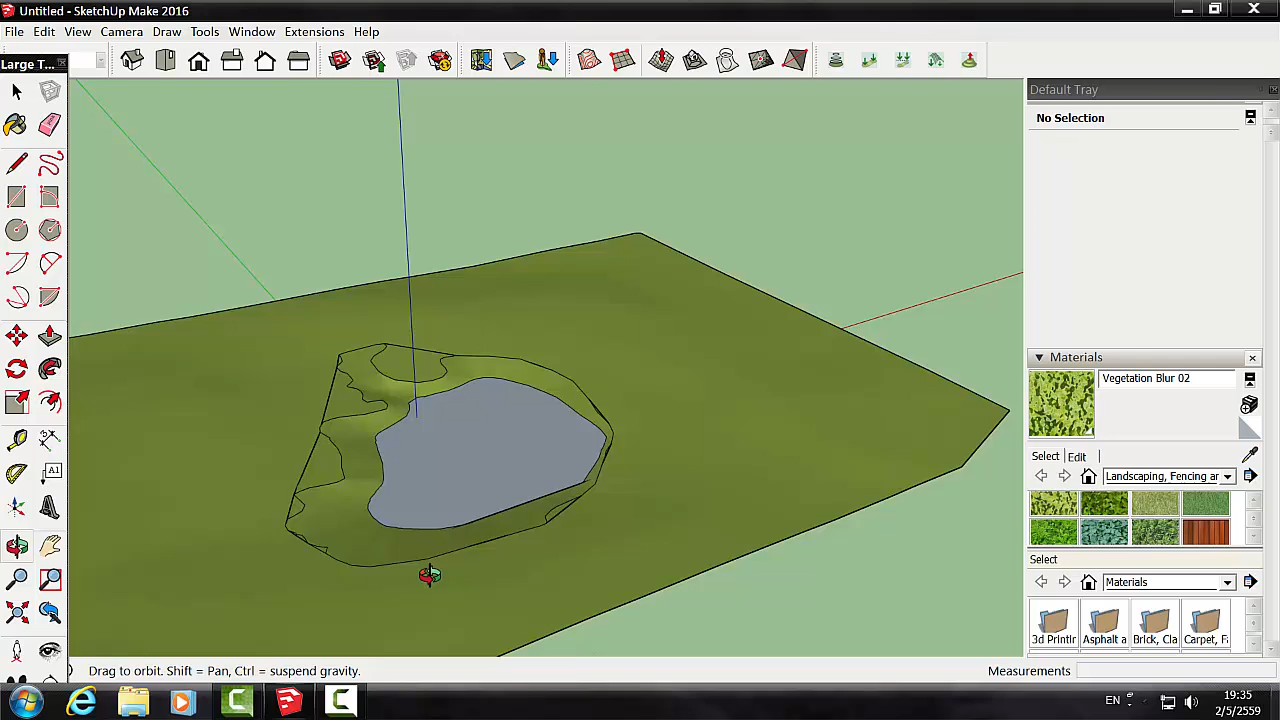 Untitled - SketchUp Make 2016
File Edit Camera Draw Tools Window Extensions Help
Large T...
Default Tray
No Selection
Materials
Vegetation Blur 02
Select Edit
Landscaping, Fencing ar
Select
Materials
3d Printin Asphalt a Brick, Cla Carpet, F
A1
Drag to orbit. Shift = Pan, Ctrl = suspend gravity.
Measurements
EN
19:35
2/5/2559